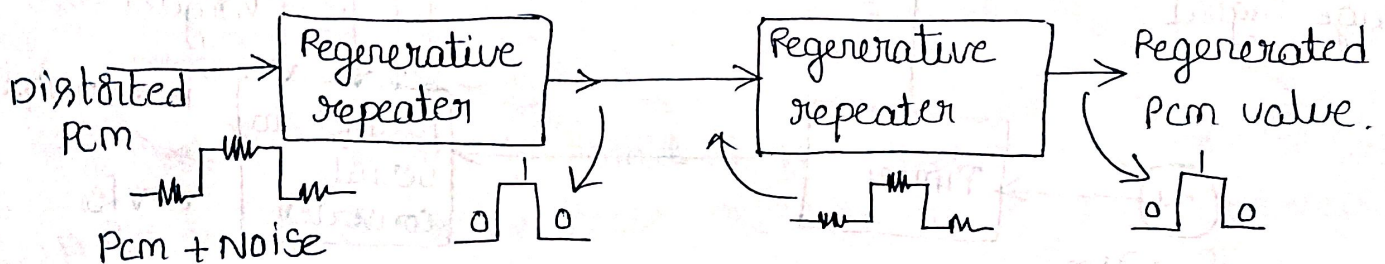 Distorted
PCM
PCM + Noise
Regenerative
repeater
0 1 0
Regenerative
repeater
Regenerated
PCM value.
0 1 0